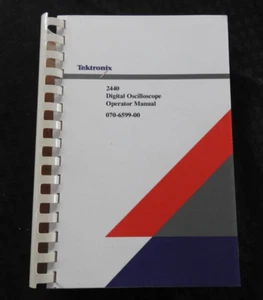 Tektronix
2440
Digital Oscilloscope
Operator Manual
070-6599-00